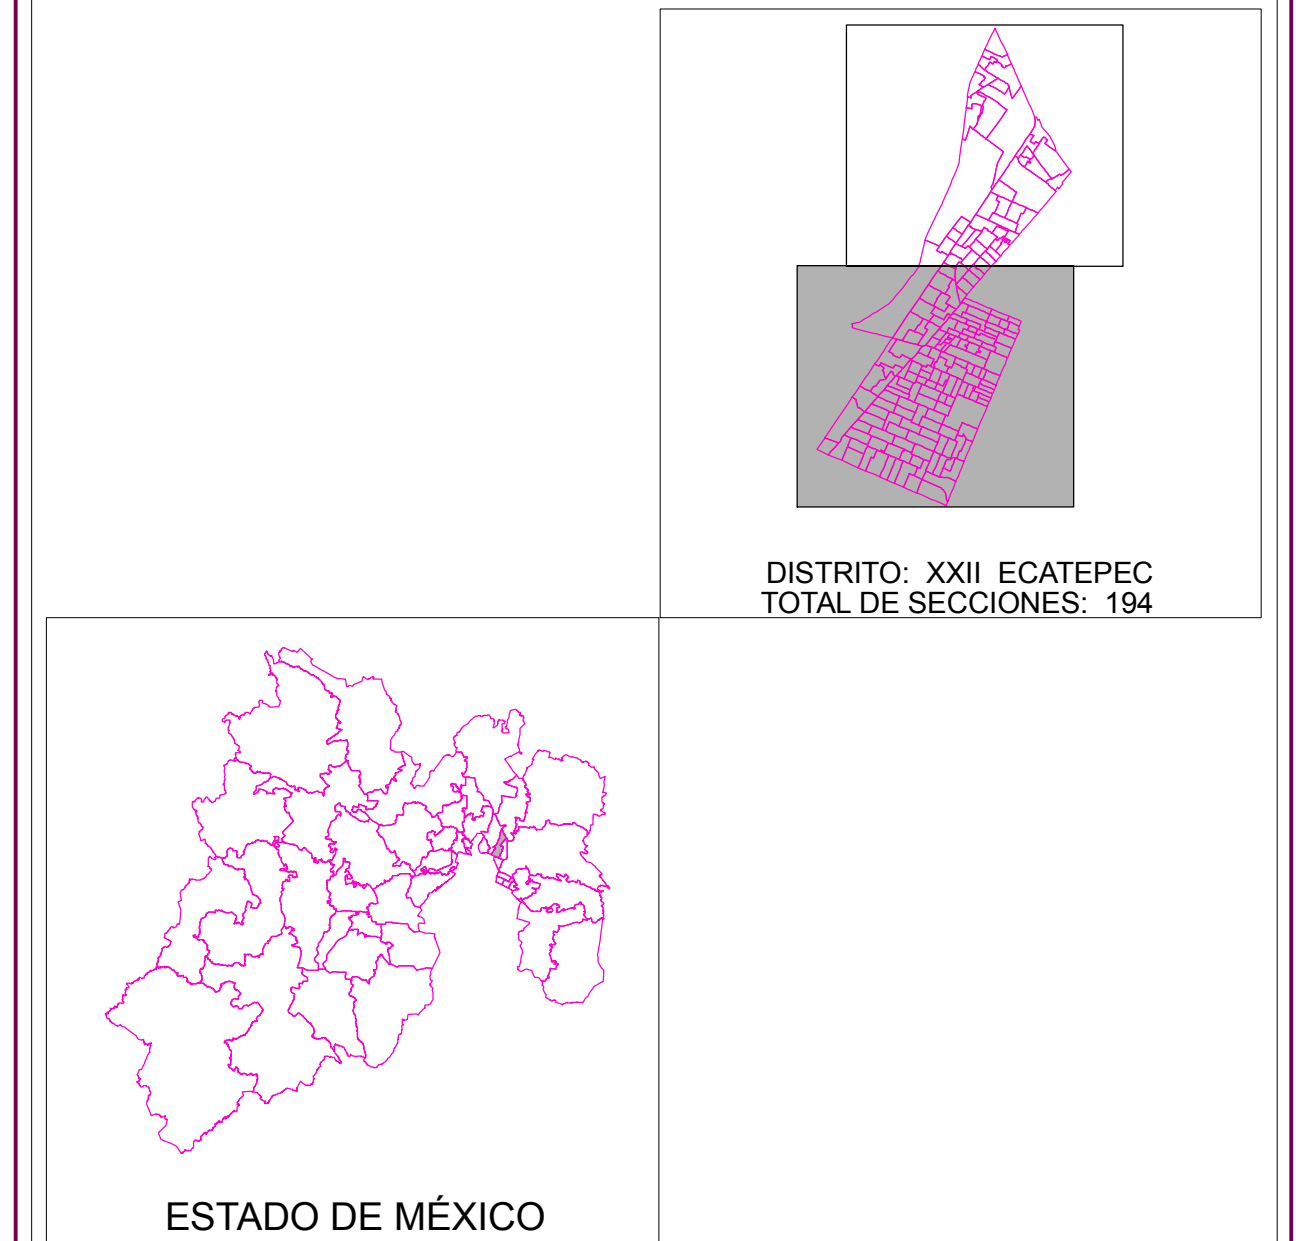 DISTRITO: XXII ECATEPEC
TOTAL DE SECCIONES: 194
ESTADO DE MÉXICO